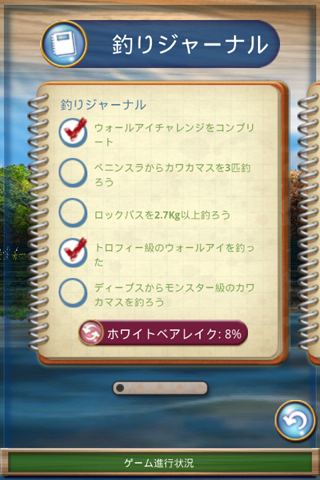 釣りジャーナル
釣りジャーナル
ウォールアイチャレンジをコンプリ
ート
ペニンスラからカワカマスを3匹釣
ろう
ロックバスを2.7Kg以上釣ろう
トロフィー級のウォールアイを釣っ
た
ディープスからモンスター級のカワ
カマスを釣ろう
ホワイトベアレイク: 8%
ゲーム進行状況